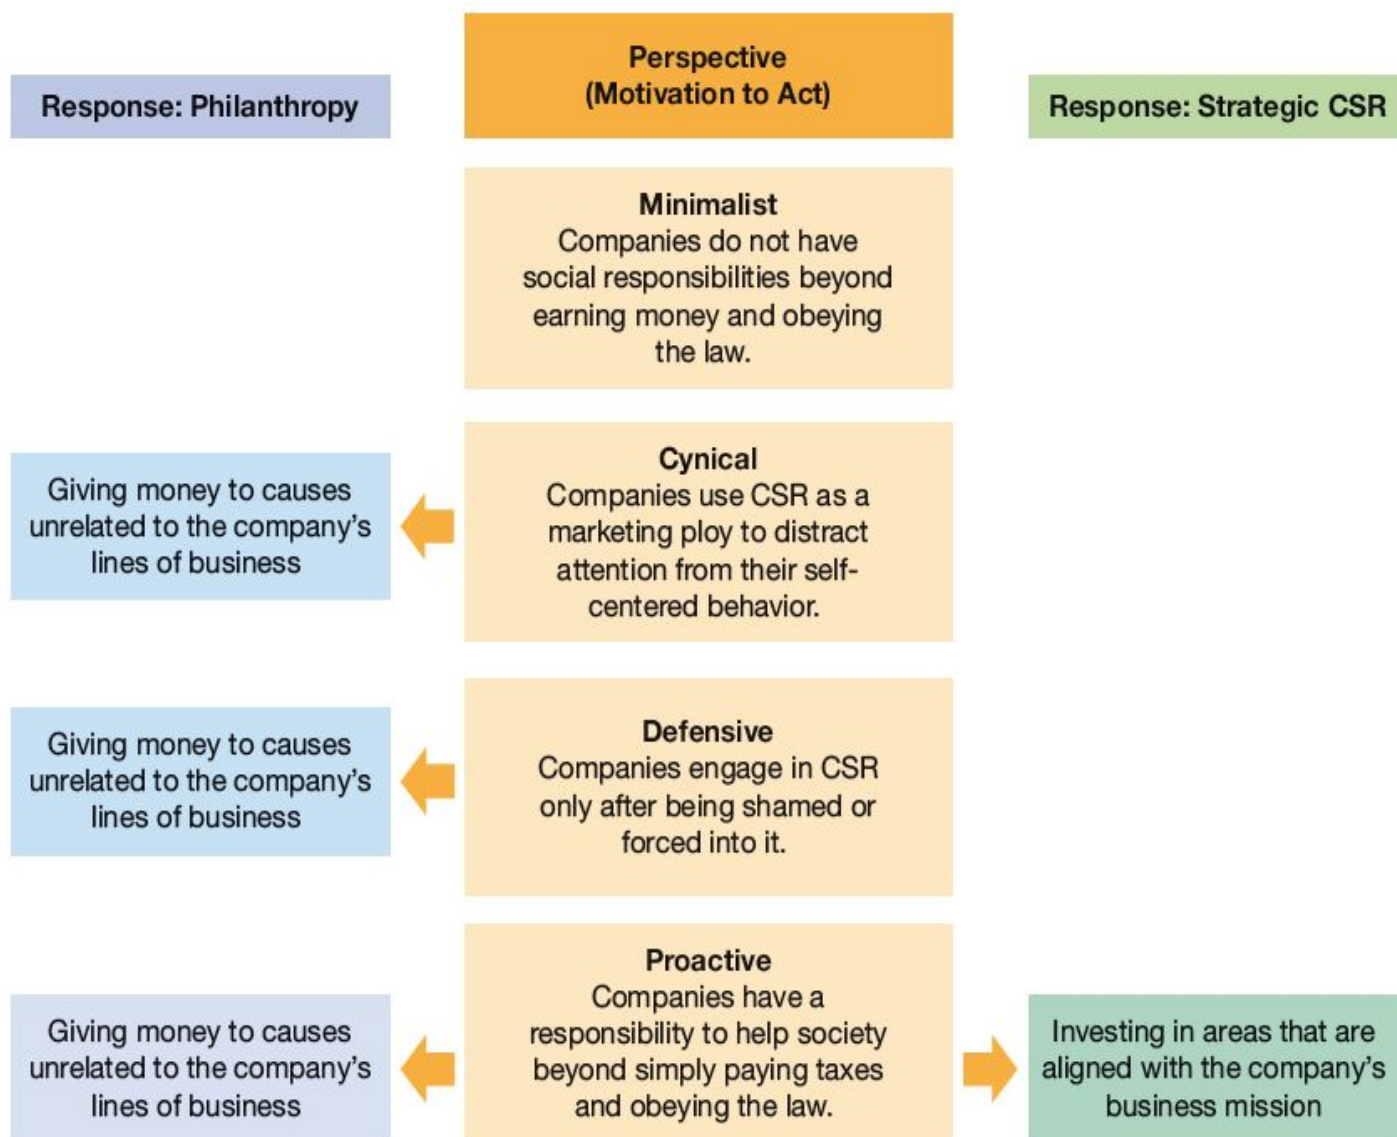 Response: Philanthropy
Perspective
(Motivation to Act)
Response: Strategic CSR
Minimalist
Companies do not have
social responsibilities beyond
earning money and obeying
the law.
Giving money to causes
unrelated to the company’s
lines of business
Cynical
Companies use CSR as a
marketing ploy to distract
attention from their self-
centered behavior.
Giving money to causes
unrelated to the company’s
lines of business
Defensive
Companies engage in CSR
only after being shamed or
forced into it.
Giving money to causes
unrelated to the company’s
lines of business
Proactive
Companies have a
responsibility to help society
beyond simply paying taxes
and obeying the law.
Investing in areas that are
aligned with the company’s
business mission